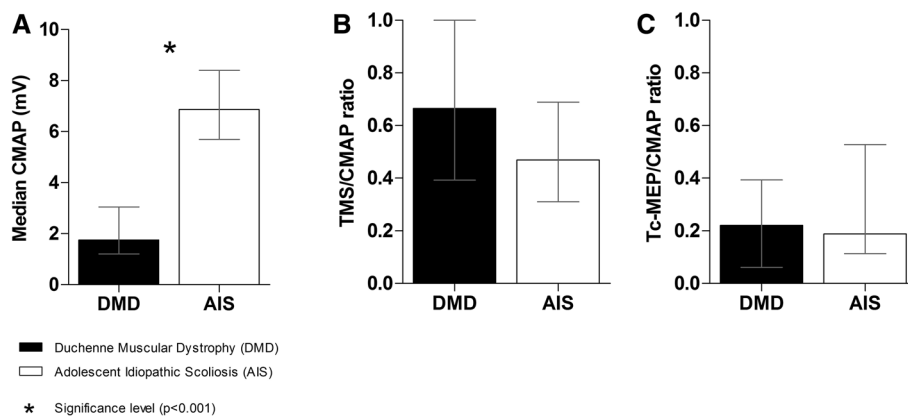 A
*
Median CMAP (mV)
10
8
6
4
2
0
DMD AIS
B
TMS/CMAP ratio
1.0
0.8
0.6
0.4
0.2
0.0
DMD AIS
C
Tc-MEP/CMAP ratio
1.0
0.8
0.6
0.4
0.2
0.0
DMD AIS
Duchenne Muscular Dystrophy (DMD)
Adolescent Idiopathic Scoliosis (AIS)
* Significance level (p<0.001)